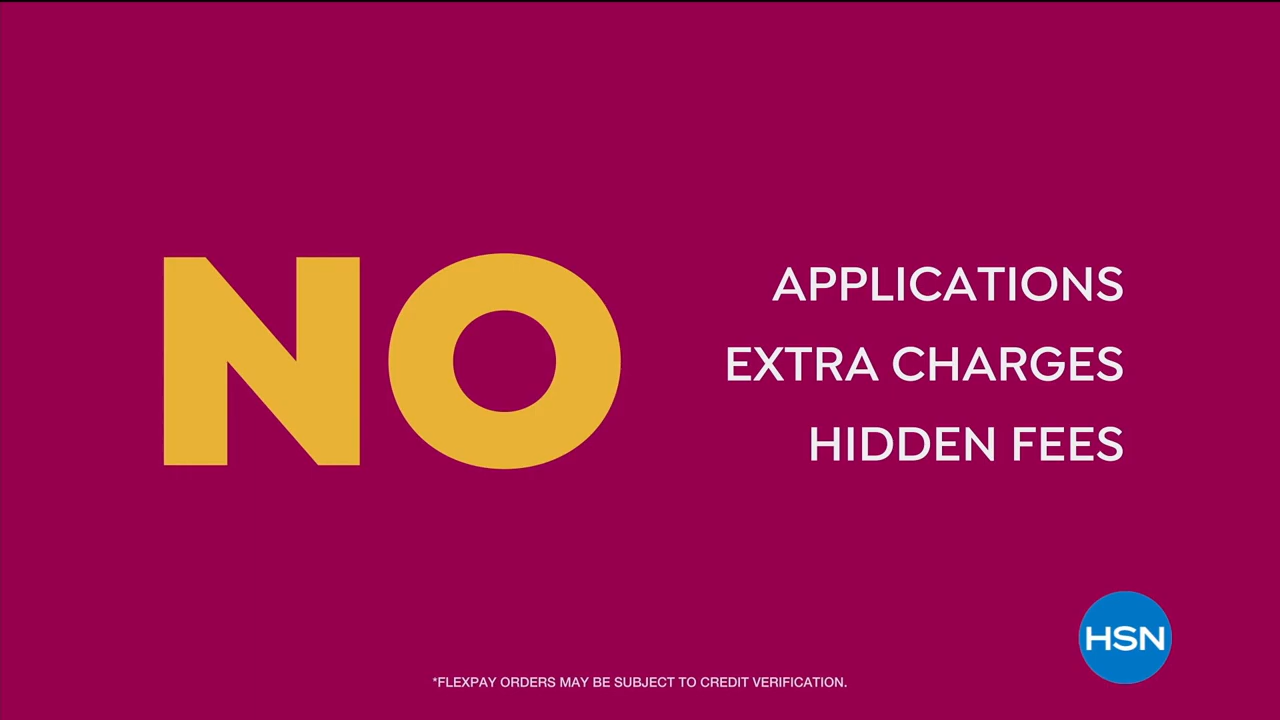 NO
APPLICATIONS
EXTRA CHARGES
HIDDEN FEES
HSN
*FLEXPAY ORDERS MAY BE SUBJECT TO CREDIT VERIFICATION.